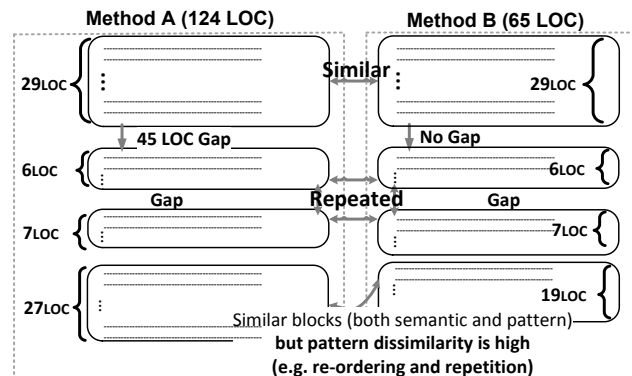 Method A (124 LOC)
Method B (65 LOC)
29LOC
Similar
29LOC
45 LOC Gap
No Gap
6LOC
6LOC
Gap
Repeated
Gap
7LOC
7LOC
27LOC
19LOC
Similar blocks (both semantic and pattern)
but pattern dissimilarity is high
(e.g. re-ordering and repetition)